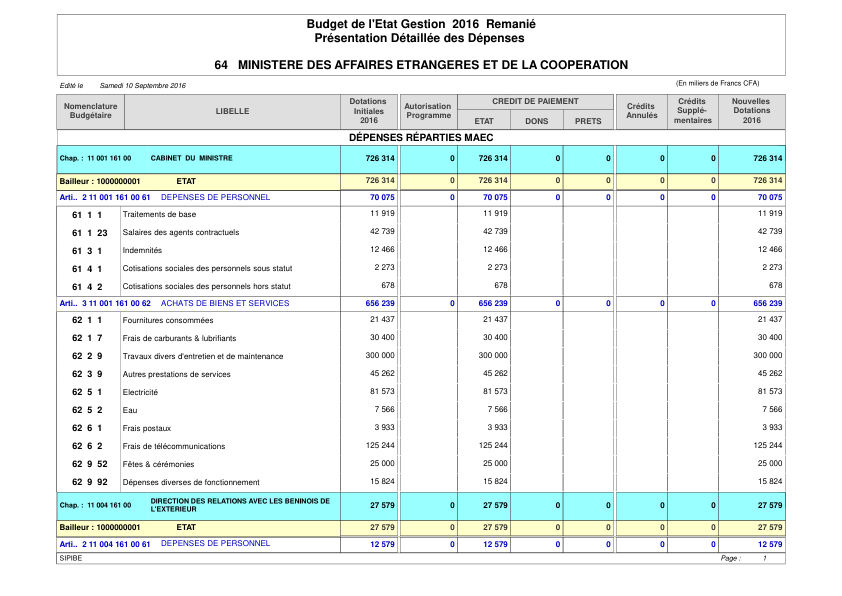 Budget de l'Etat Gestion 2016 Remanié
Présentation Détaillée des Dépenses
64 MINISTERE DES AFFAIRES ETRANGERES ET DE LA COOPERATION
Edité le Samedi 10 Septembre 2016 (En miliers de Francs CFA)
Nomenclature Budgétaire LIBELLE Dotations Initiales 2016 Autorisation Programme CREDIT DE PAIEMENT ETAT DONS PRETS Crédits Annulés Crédits Supplé- mentaires Nouvelles Dotations 2016
DÉPENSES RÉPARTIES MAEC
Chap. : 11 001 161 00 CABINET DU MINISTRE 726 314 0 726 314 0 0 0 0 726 314
Bailleur : 1000000001 ETAT 726 314 0 726 314 0 0 0 0 726 314
Arti.. 2 11 001 161 00 61 DEPENSES DE PERSONNEL 70 075 0 70 075 0 0 0 0 70 075
61 1 1 Traitements de base 11 919 11 919 11 919
61 1 23 Salaires des agents contractuels 42 739 42 739 42 739
61 3 1 Indemnités 12 466 12 466 12 466
61 4 1 Cotisations sociales des personnels sous statut 2 273 2 273 2 273
61 4 2 Cotisations sociales des personnels hors statut 678 678 678
Arti.. 3 11 001 161 00 62 ACHATS DE BIENS ET SERVICES 656 239 0 656 239 0 0 0 0 656 239
62 1 1 Fournitures consommées 21 437 21 437 21 437
62 1 7 Frais de carburants & lubrifiants 30 400 30 400 30 400
62 2 9 Travaux divers d'entretien et de maintenance 300 000 300 000 300 000
62 3 9 Autres prestations de services 45 262 45 262 45 262
62 5 1 Electricité 81 573 81 573 81 573
62 5 2 Eau 7 566 7 566 7 566
62 6 1 Frais postaux 3 933 3 933 3 933
62 6 2 Frais de télécommunications 125 244 125 244 125 244
62 9 52 Fêtes & cérémonies 25 000 25 000 25 000
62 9 92 Dépenses diverses de fonctionnement 15 824 15 824 15 824
Chap. : 11 004 161 00 DIRECTION DES RELATIONS AVEC LES BENINOIS DE L'EXTERIEUR 27 579 0 27 579 0 0 0 0 27 579
Bailleur : 1000000001 ETAT 27 579 0 27 579 0 0 0 0 27 579
Arti.. 2 11 004 161 00 61 DEPENSES DE PERSONNEL 12 579 0 12 579 0 0 0 0 12 579
SIPIBE Page : 1